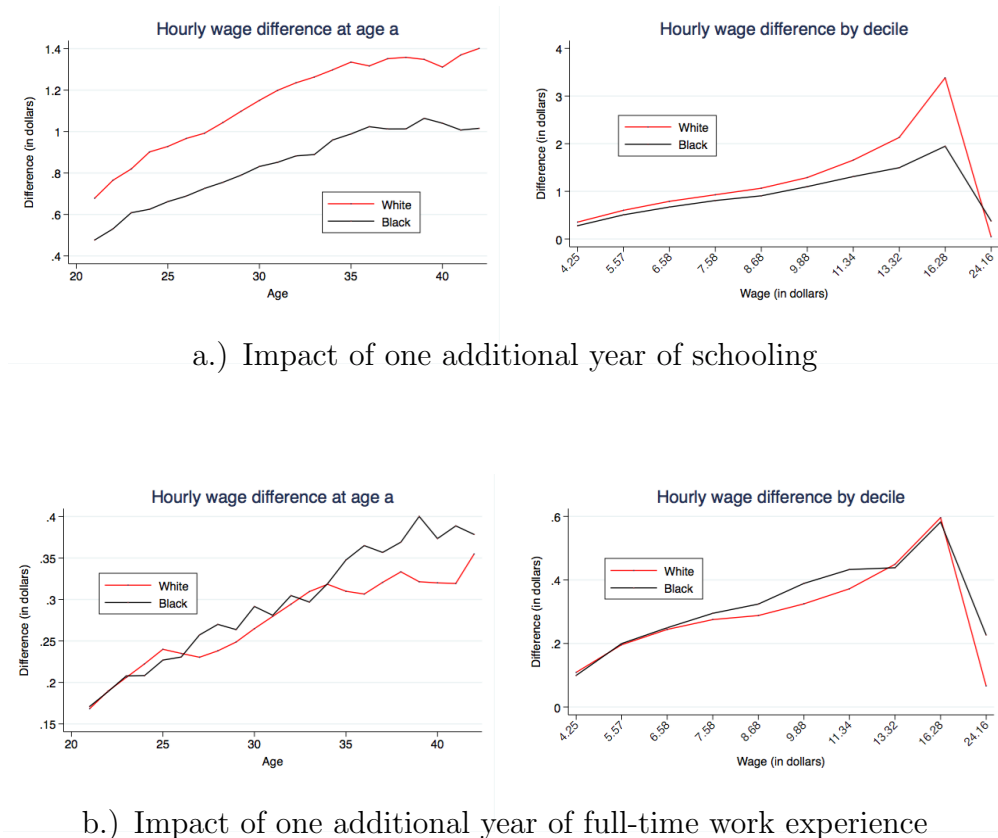 Hourly wage difference at age a
Difference (in dollars)
1.4
1.2
1
.8
.6
.4
White
Black
20 25 30 35 40
Age
Hourly wage difference by decile
Difference (in dollars)
4
3
2
1
0
White
Black
4.25 5.57 6.58 7.58 8.68 9.88 11.34 13.32 16.28 24.16
Wage (in dollars)
a.) Impact of one additional year of schooling
Hourly wage difference at age a
Difference (in dollars)
.4
.35
.3
.25
.2
.15
White
Black
20 25 30 35 40
Age
Hourly wage difference by decile
Difference (in dollars)
.6
.4
.2
0
White
Black
4.25 5.57 6.58 7.58 8.68 9.88 11.34 13.32 16.28 24.16
Wage (in dollars)
b.) Impact of one additional year of full-time work experience